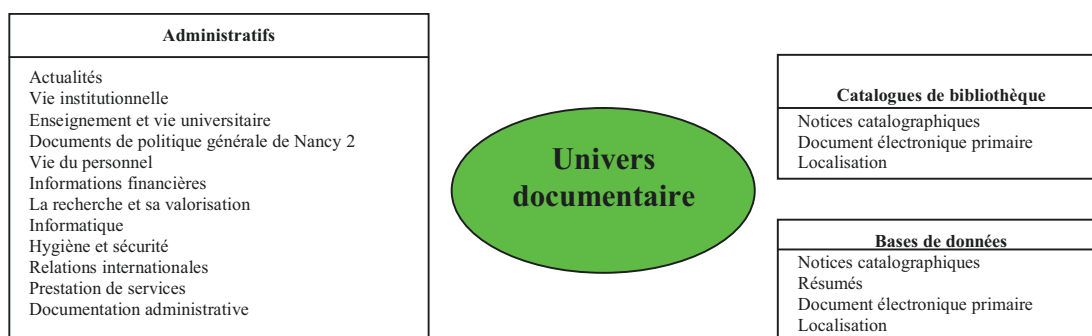 Administratifs
Actualités
Vie institutionnelle
Enseignement et vie universitaire
Documents de politique générale de Nancy 2
Vie du personnel
Informations financières
La recherche et sa valorisation
Informatique
Hygiène et sécurité
Relations internationales
Prestation de services
Documentation administrative
Univers
documentaire
Catalogues de bibliothèque
Notices catalographiques
Document électronique primaire
Localisation
Bases de données
Notices catalographiques
Résumés
Document électronique primaire
Localisation